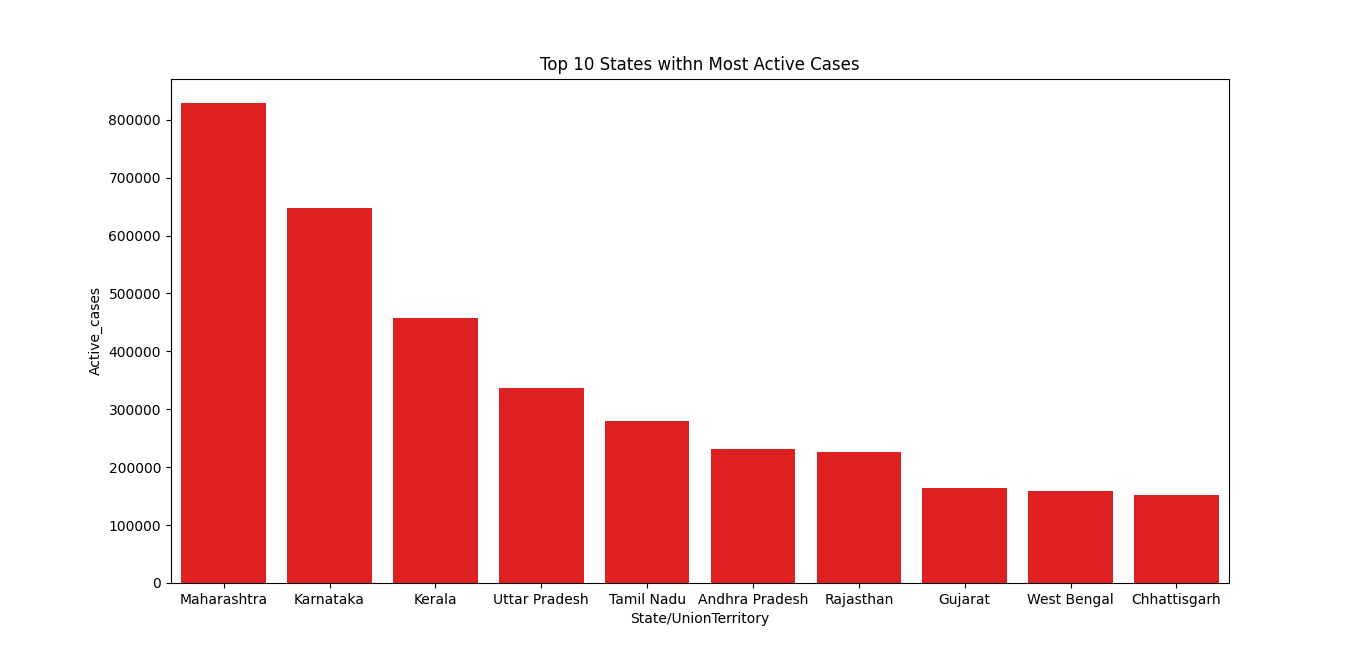 Top 10 States withn Most Active Cases
Active_cases
800000
700000
600000
500000
400000
300000
200000
100000
0
Maharashtra Karnataka Kerala Uttar Pradesh Tamil Nadu Andhra Pradesh Rajasthan Gujarat West Bengal Chhattisgarh
State/UnionTerritory